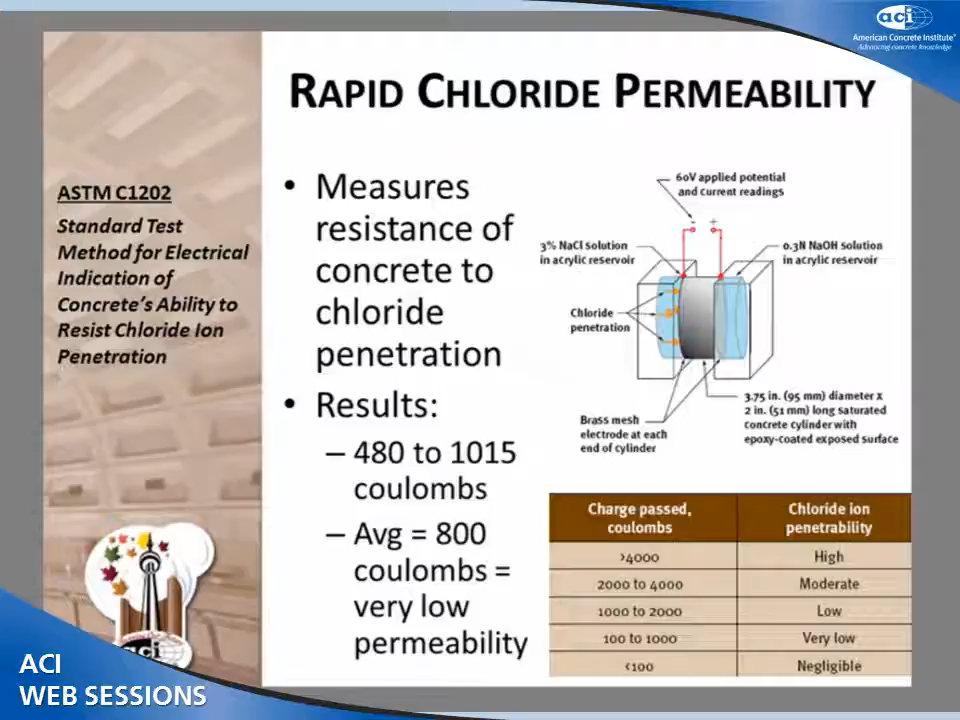 aci
American Concrete Institute®
Advancing concrete knowledge
RAPID CHLORIDE PERMEABILITY
ASTM C1202
Standard Test
Method for Electrical
Indication of
Concrete's Ability to
Resist Chloride Ion
Penetration
• Measures
resistance of
concrete to
chloride
penetration
• Results:
– 480 to 1015
coulombs
– Avg = 800
coulombs =
very low
permeability
60V applied potential
and current readings
- +
3% NaCl solution
in acrylic reservoir
0.3N NaOH solution
in acrylic reservoir
Chloride
penetration
Brass mesh
electrode at each
end of cylinder
3.75 in. (95 mm) diameter x
2 in. (51 mm) long saturated
concrete cylinder with
epoxy-coated exposed surface
Charge passed, coulombs Chloride ion penetrability
>4000 High
2000 to 4000 Moderate
1000 to 2000 Low
100 to 1000 Very low
<100 Negligible
aci
ACI
WEB SESSIONS